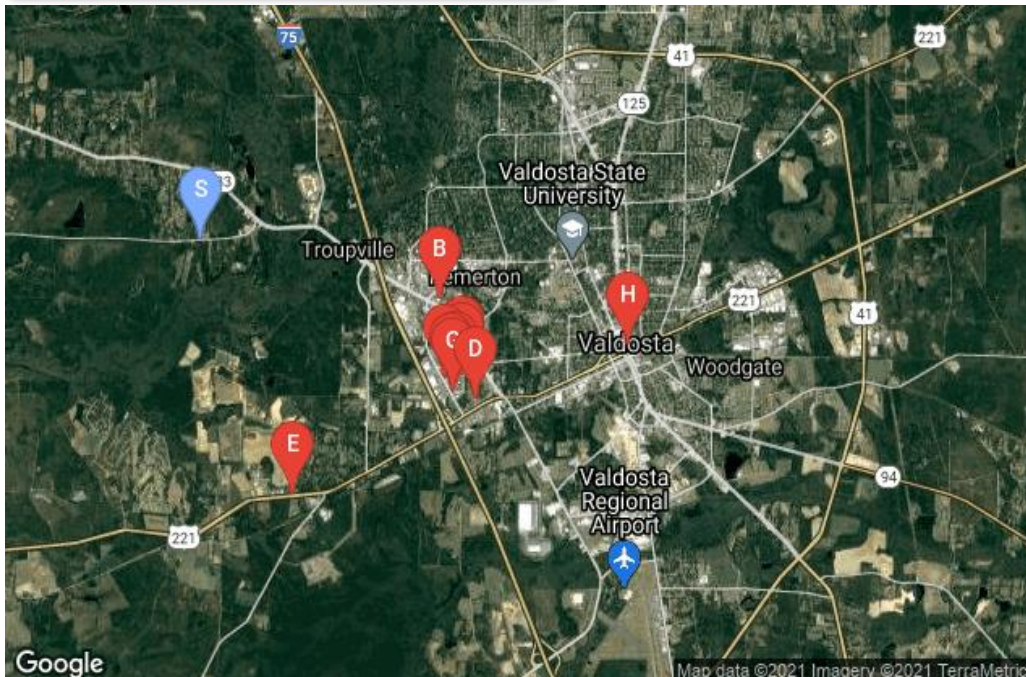 75
41
221
125
Valdosta State
University
S
Troupville
B
H
221
41
G
D
Valdosta
Woodgate
E
94
Valdosta
Regional
Airport
221
Google
Map data ©2021 Imagery ©2021 TerraMetric